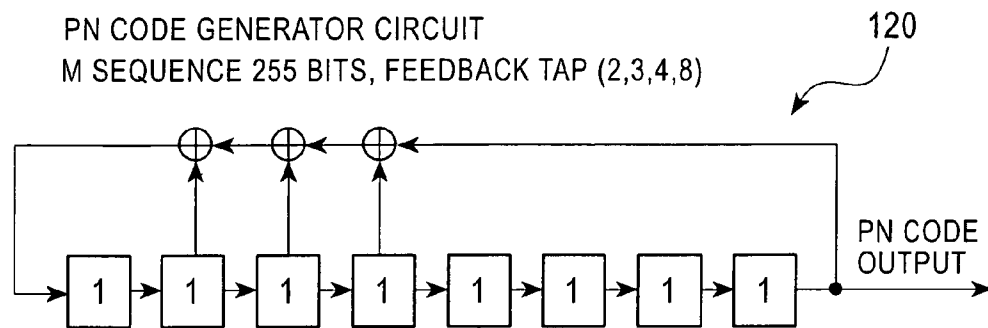 PN CODE GENERATOR CIRCUIT
M SEQUENCE 255 BITS, FEEDBACK TAP (2,3,4,8)
120
1 1 1 1 1 1 1 1
PN CODE
OUTPUT